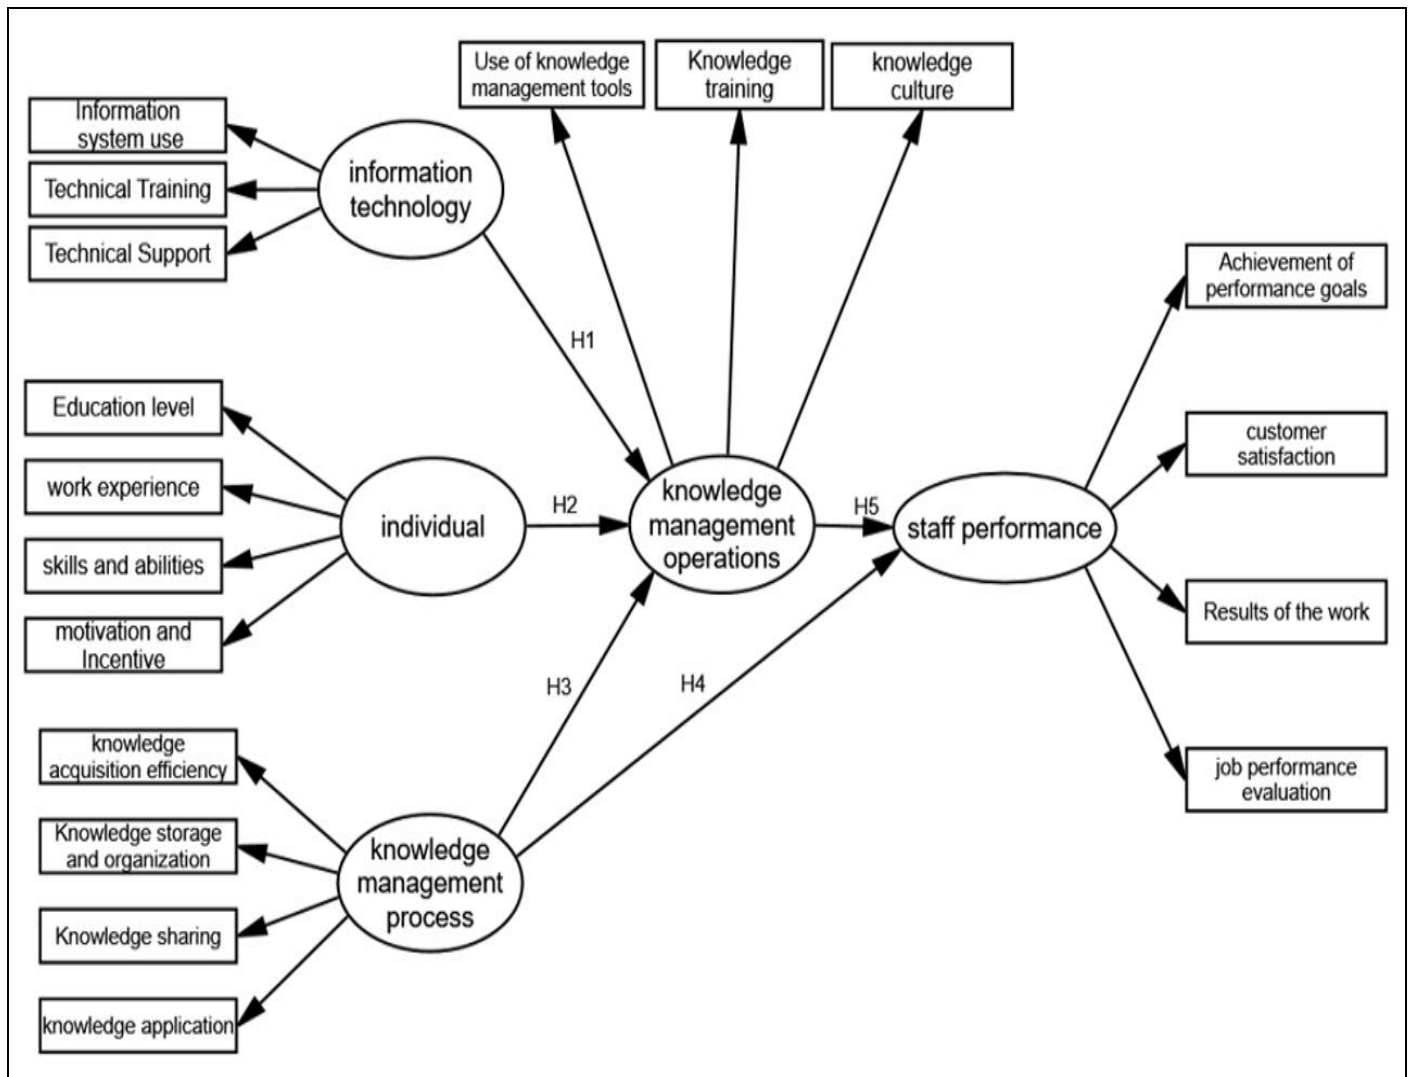 Use of knowledge
management tools
Knowledge
training
knowledge
culture
Information
system use
Technical Training
Technical Support
information
technology
H1
Achievement of
performance goals
customer
satisfaction
Results of the work
job performance
evaluation
Education level
work experience
skills and abilities
motivation and
Incentive
individual
H2
knowledge
management
operations
H5
staff performance
H3
H4
knowledge
acquisition efficiency
Knowledge storage
and organization
Knowledge sharing
knowledge application
knowledge
management
process